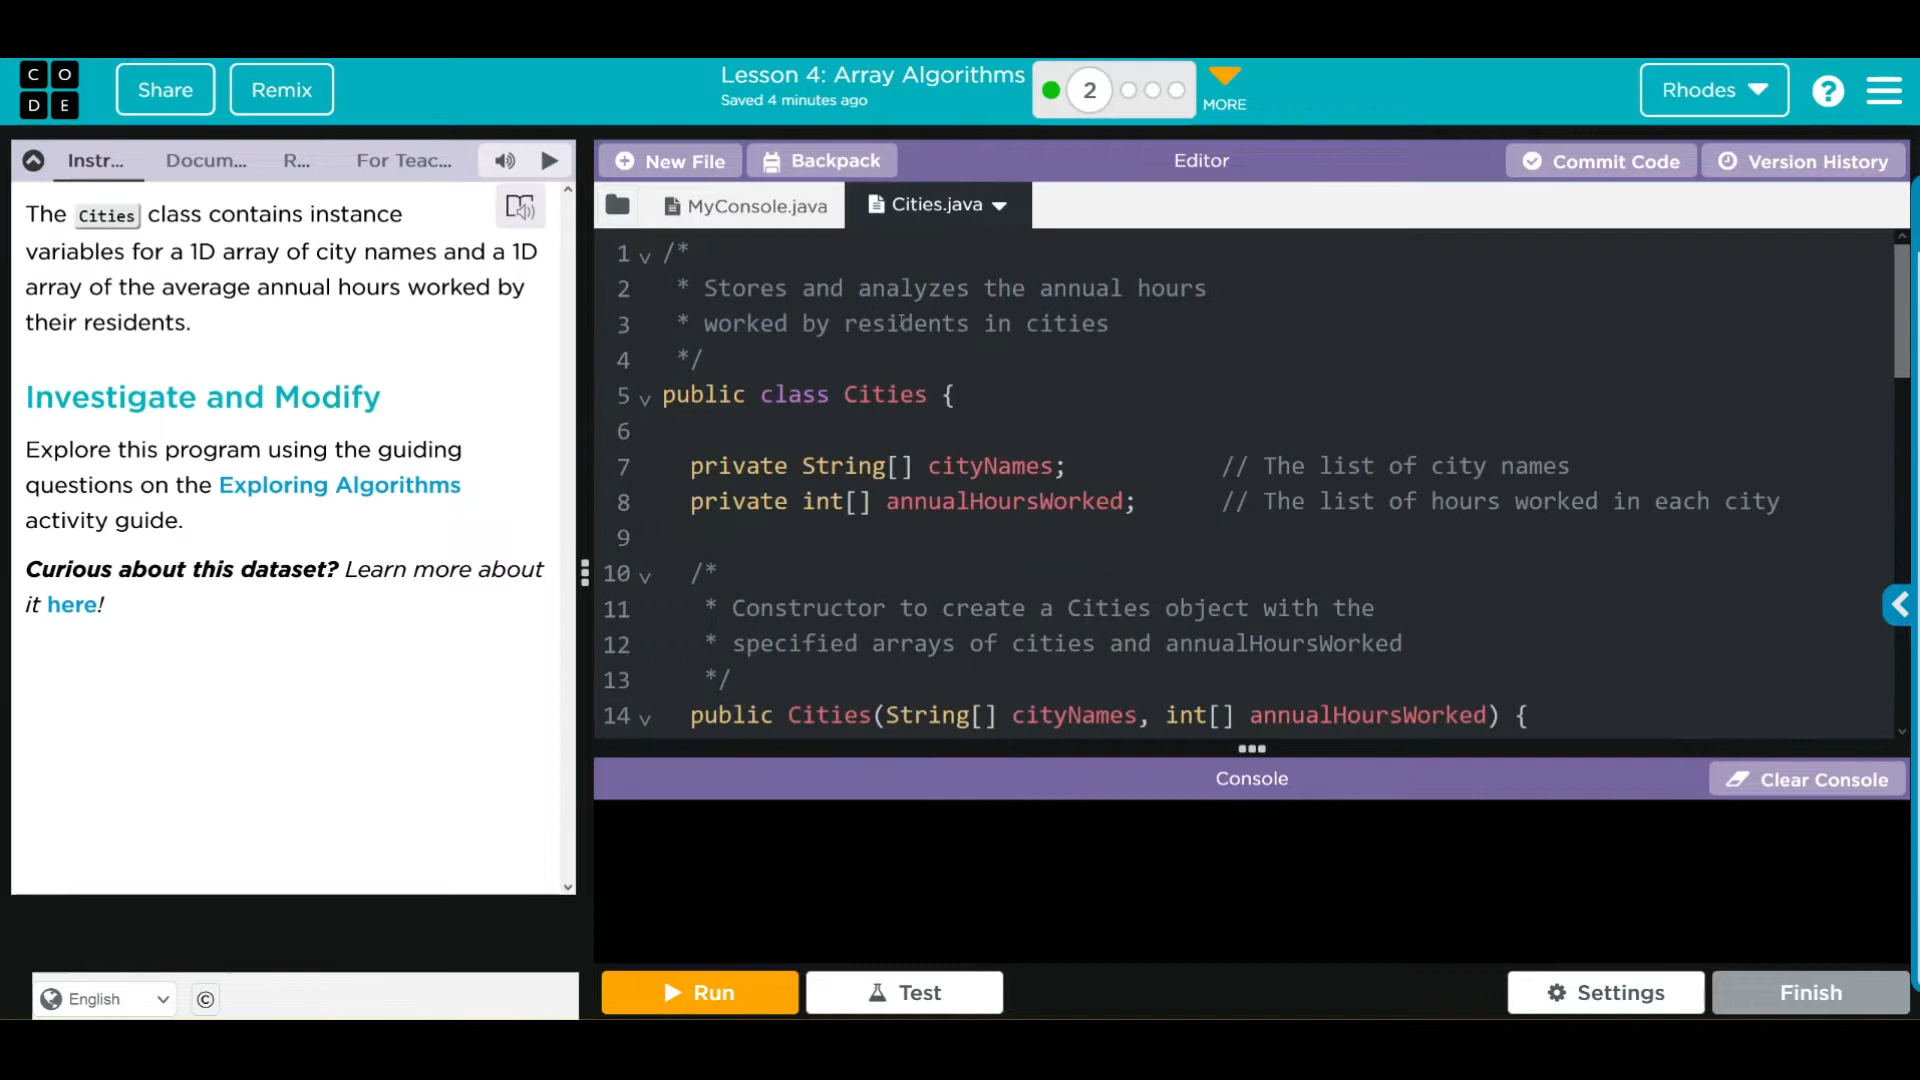 CODE
Share
Remix
Lesson 4: Array Algorithms
Saved 4 minutes ago
2
MORE
Rhodes
?
Instr...
Docum...
R...
For Teac...
New File
Backpack
Editor
Commit Code
Version History
MyConsole.java
Cities.java
The Cities class contains instance
variables for a 1D array of city names and a 1D
array of the average annual hours worked by
their residents.
Investigate and Modify
Explore this program using the guiding
questions on the Exploring Algorithms
activity guide.
Curious about this dataset? Learn more about
it here!
1 /*
2 * Stores and analyzes the annual hours
3 * worked by residents in cities
4 */
5 public class Cities {
6
7 private String[] cityNames; // The list of city names
8 private int[] annualHoursWorked; // The list of hours worked in each city
9
10 /*
11 * Constructor to create a Cities object with the
12 * specified arrays of cities and annualHoursWorked
13 */
14 public Cities(String[] cityNames, int[] annualHoursWorked) {
Console
Clear Console
English
©
Run
Test
Settings
Finish